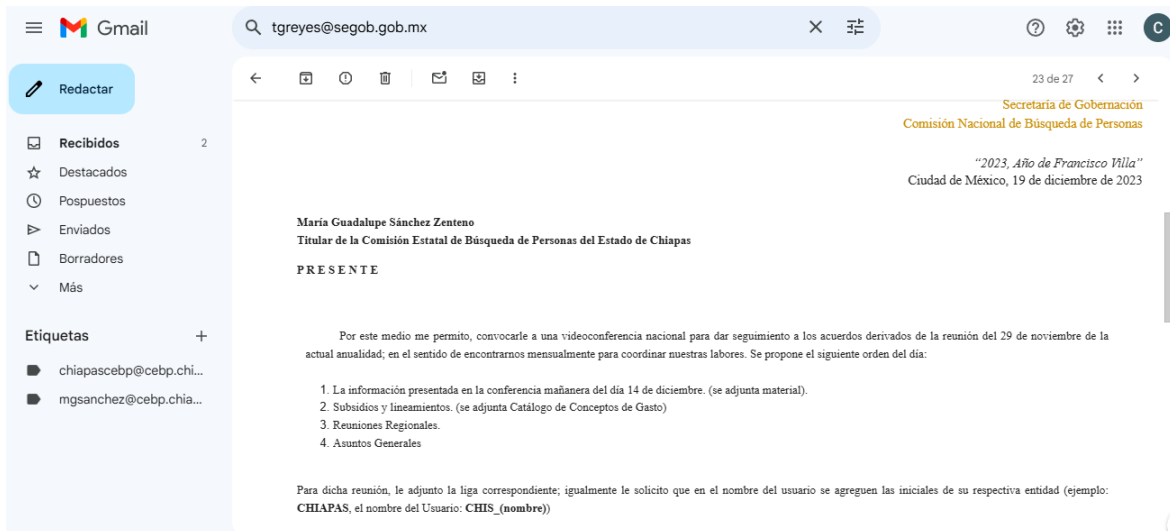 Gmail
tgreyes@segob.gob.mx
C
Redactar
23 de 27
Recibidos 2
Destacados
Pospuestos
Enviados
Borradores
Más
Etiquetas +
chiapascebp@cebp.chi...
mgsanchez@cebp.chia...
Secretaría de Gobernación
Comisión Nacional de Búsqueda de Personas
“2023, Año de Francisco Villa”
Ciudad de México, 19 de diciembre de 2023
María Guadalupe Sánchez Zenteno
Titular de la Comisión Estatal de Búsqueda de Personas del Estado de Chiapas
P R E S E N T E
Por este medio me permito, convocarle a una videoconferencia nacional para dar seguimiento a los acuerdos derivados de la reunión del 29 de noviembre de la
actual anualidad; en el sentido de encontrarnos mensualmente para coordinar nuestras labores. Se propone el siguiente orden del día:
1. La información presentada en la conferencia mañanera del día 14 de diciembre. (se adjunta material).
2. Subsidios y lineamientos. (se adjunta Catálogo de Conceptos de Gasto)
3. Reuniones Regionales.
4. Asuntos Generales
Para dicha reunión, le adjunto la liga correspondiente; igualmente le solicito que en el nombre del usuario se agreguen las iniciales de su respectiva entidad (ejemplo:
CHIAPAS, el nombre del Usuario: CHIS_(nombre))